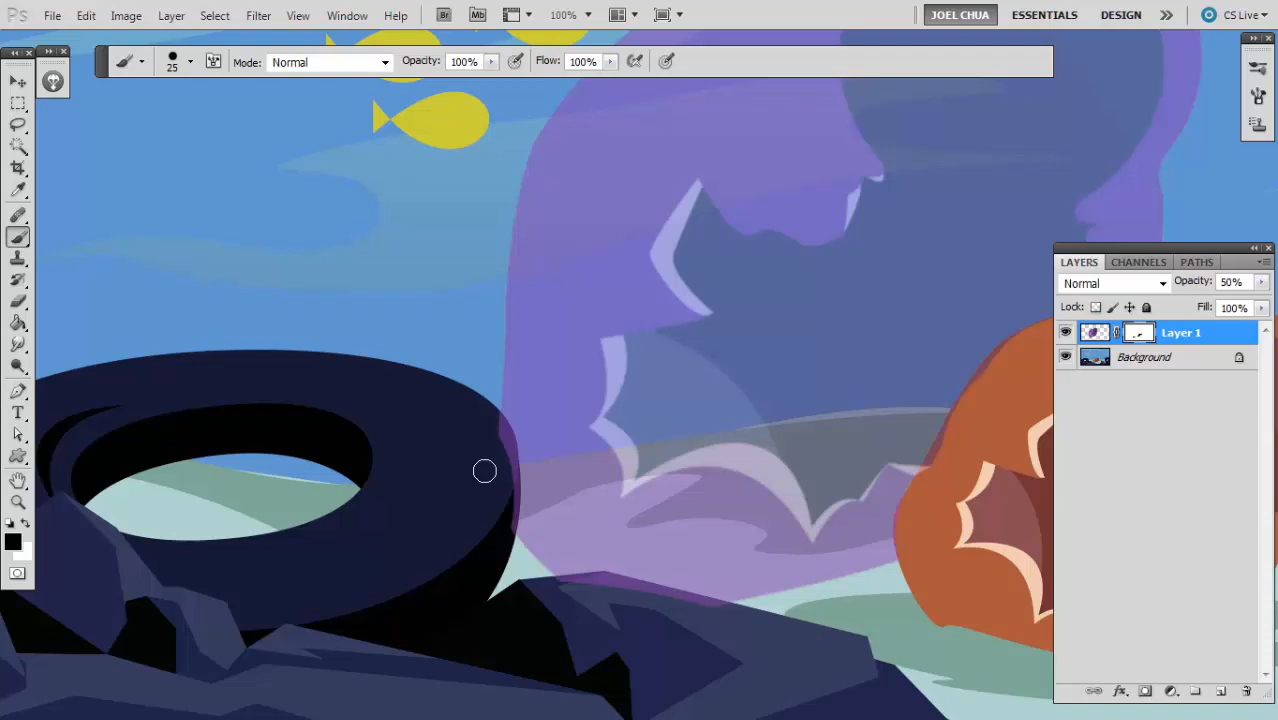 Ps File Edit Image Layer Select Filter View Window Help Br Mb 100% JOEL CHUA ESSENTIALS DESIGN CS Live
25 Mode: Normal Opacity: 100% Flow: 100%
LAYERS CHANNELS PATHS
Normal Opacity: 50%
Lock: Fill: 100%
Layer 1
Background
T
fx